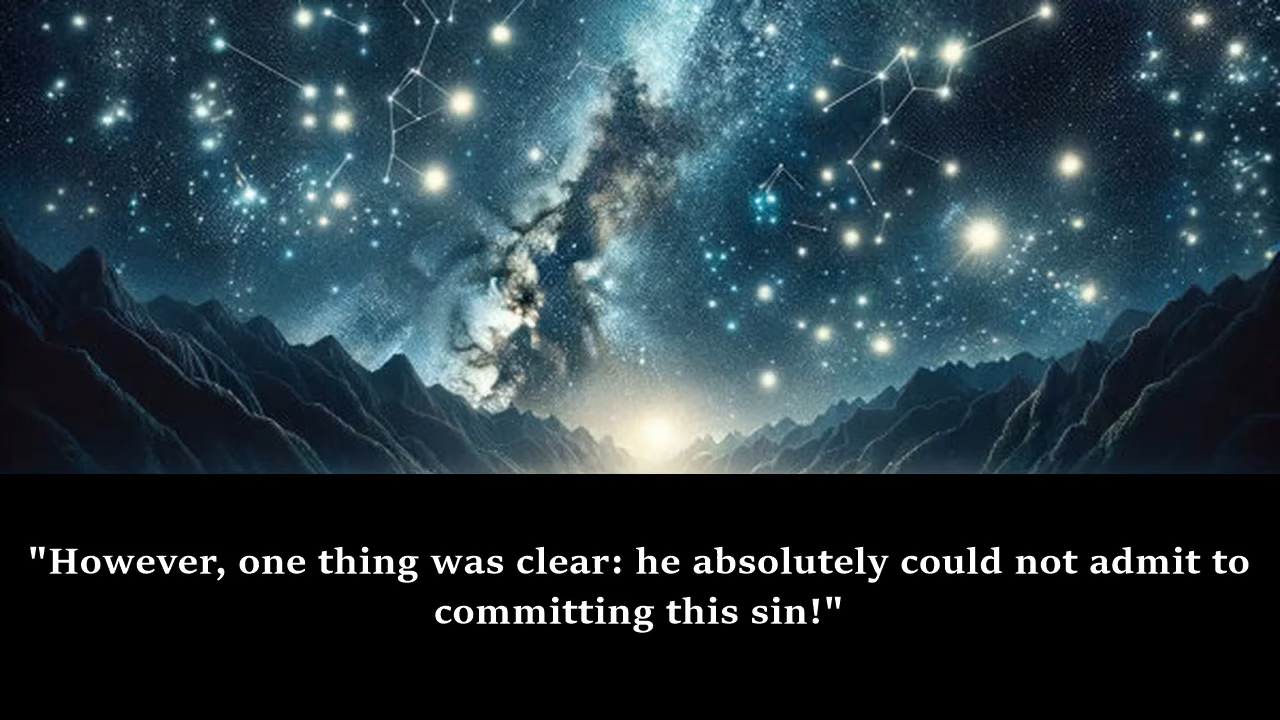 "However, one thing was clear: he absolutely could not admit to
committing this sin!"